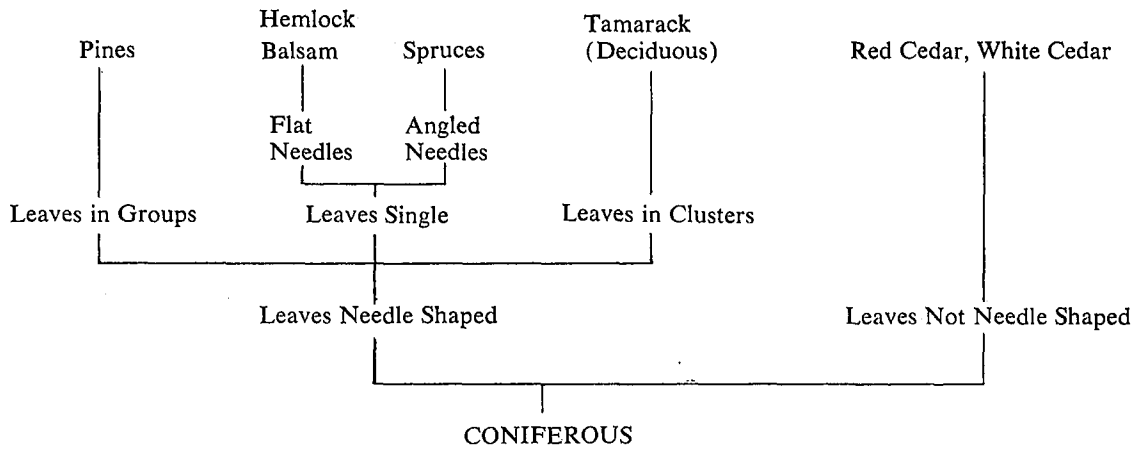 Pines
Hemlock
Balsam
Spruces
Tamarack
(Deciduous)
Red Cedar, White Cedar
Flat
Needles
Angled
Needles
Leaves in Groups
Leaves Single
Leaves in Clusters
Leaves Needle Shaped
Leaves Not Needle Shaped
CONIFEROUS